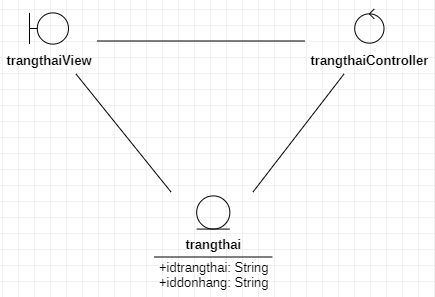 trangthaiView
trangthaiController
trangthai
+idtrangthai: String
+iddonhang: String